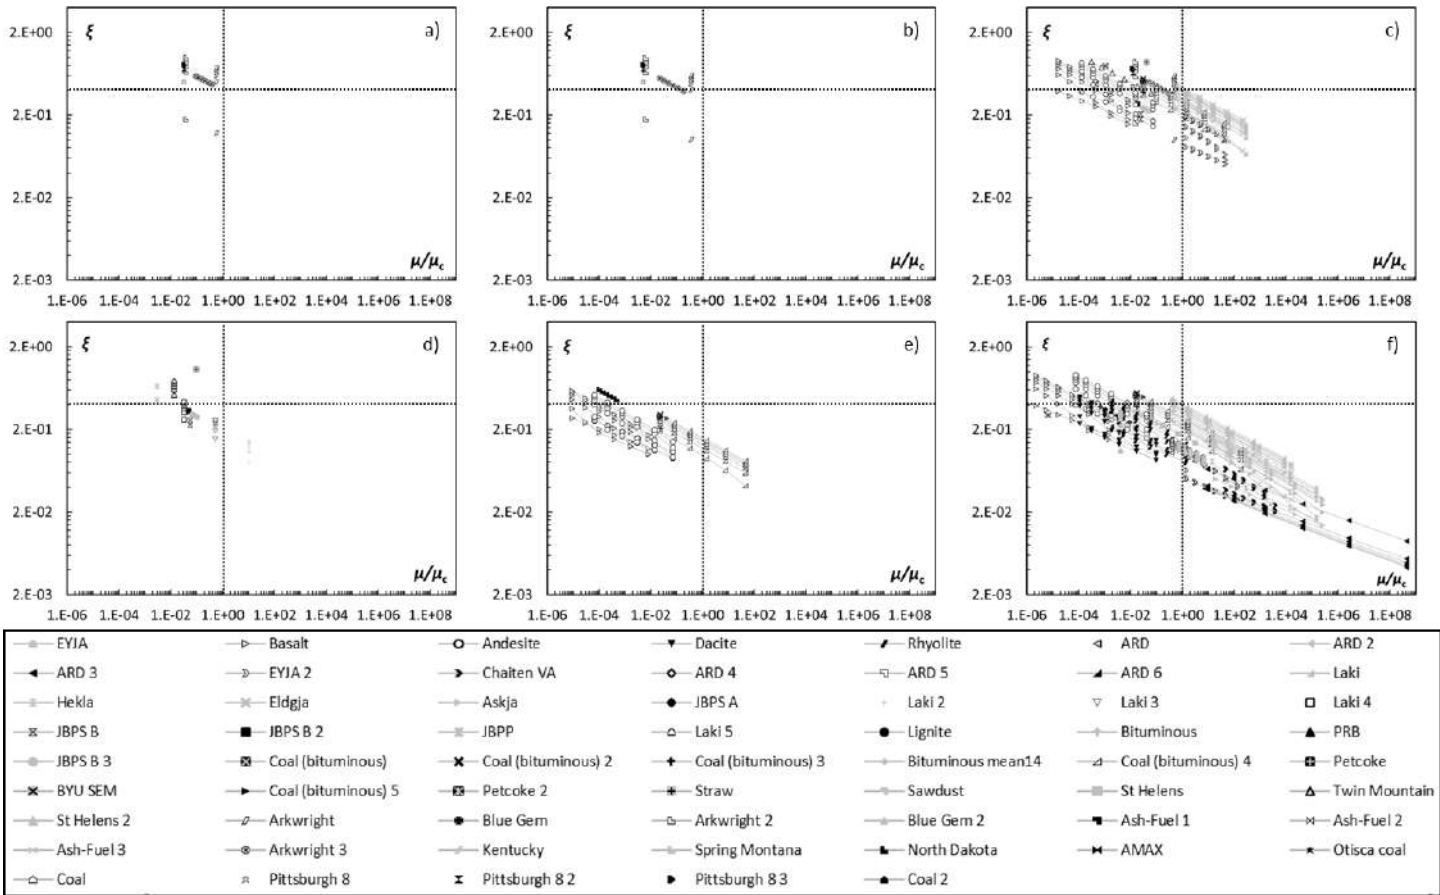 ξ a) ξ b) ξ c)
2.E+00 2.E+00 2.E+00
2.E-01 2.E-01 2.E-01
2.E-02 2.E-02 2.E-02
μ/μc μ/μc μ/μc
2.E-03 2.E-03 2.E-03
1.E-06 1.E-04 1.E-02 1.E+00 1.E+02 1.E+04 1.E+06 1.E+08 1.E-06 1.E-04 1.E-02 1.E+00 1.E+02 1.E+04 1.E+06 1.E+08 1.E-06 1.E-04 1.E-02 1.E+00 1.E+02 1.E+04 1.E+06 1.E+08
ξ d) ξ e) ξ f)
2.E+00 2.E+00 2.E+00
2.E-01 2.E-01 2.E-01
2.E-02 2.E-02 2.E-02
μ/μc μ/μc μ/μc
2.E-03 2.E-03 2.E-03
1.E-06 1.E-04 1.E-02 1.E+00 1.E+02 1.E+04 1.E+06 1.E+08 1.E-06 1.E-04 1.E-02 1.E+00 1.E+02 1.E+04 1.E+06 1.E+08 1.E-06 1.E-04 1.E-02 1.E+00 1.E+02 1.E+04 1.E+06 1.E+08
EYJA Basalt Andesite Dacite Rhyolite ARD ARD 2
ARD 3 EYJA 2 Chaiten VA ARD 4 ARD 5 ARD 6 Laki
Hekla Eldgja Askja JBPS A Laki 2 Laki 3 Laki 4
JBPS B JBPS B 2 JBPP Laki 5 Lignite Bituminous PRB
JBPS B 3 Coal (bituminous) Coal (bituminous) 2 Coal (bituminous) 3 Bituminous mean14 Coal (bituminous) 4 Petcoke
BYU SEM Coal (bituminous) 5 Petcoke 2 Straw Sawdust St Helens Twin Mountain
St Helens 2 Arkwright Blue Gem Arkwright 2 Blue Gem 2 Ash-Fuel 1 Ash-Fuel 2
Ash-Fuel 3 Arkwright 3 Kentucky Spring Montana North Dakota AMAX Otisca coal
Coal Pittsburgh 8 Pittsburgh 8 2 Pittsburgh 8 3 Coal 2